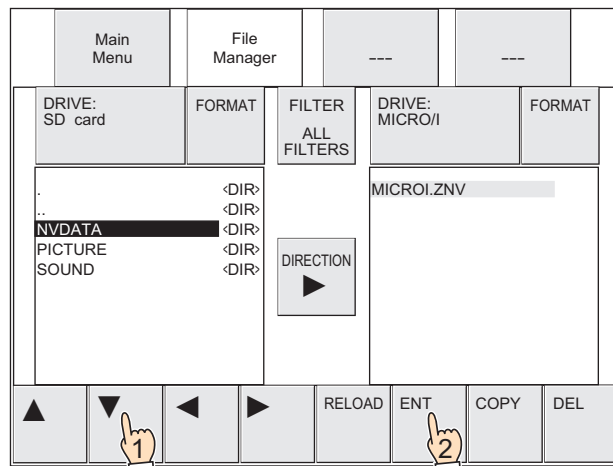 Main
Menu
File
Manager
---
---
DRIVE:
SD card
FORMAT
FILTER
ALL
FILTERS
DRIVE:
MICRO/I
FORMAT
. <DIR>
.. <DIR>
NVDATA <DIR>
PICTURE <DIR>
SOUND <DIR>
DIRECTION
▶
MICROI.ZNV
▲ ▼ ◀ ▶ RELOAD ENT COPY DEL
1 2